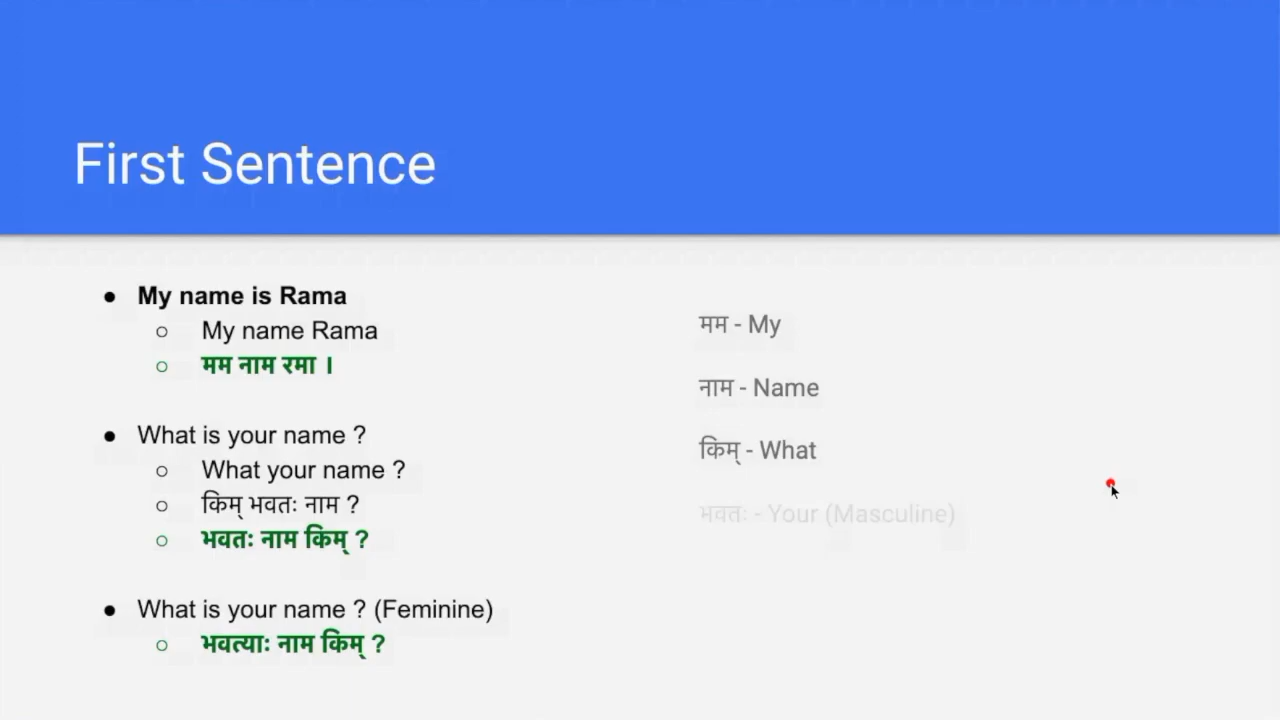 First Sentence
● My name is Rama
○ My name Rama
○ मम नाम रमा ।
● What is your name ?
○ What your name ?
○ किम् भवतः नाम ?
○ भवतः नाम किम् ?
● What is your name ? (Feminine)
○ भवत्याः नाम किम् ?
मम - My
नाम - Name
किम् - What
भवतः - Your (Masculine)